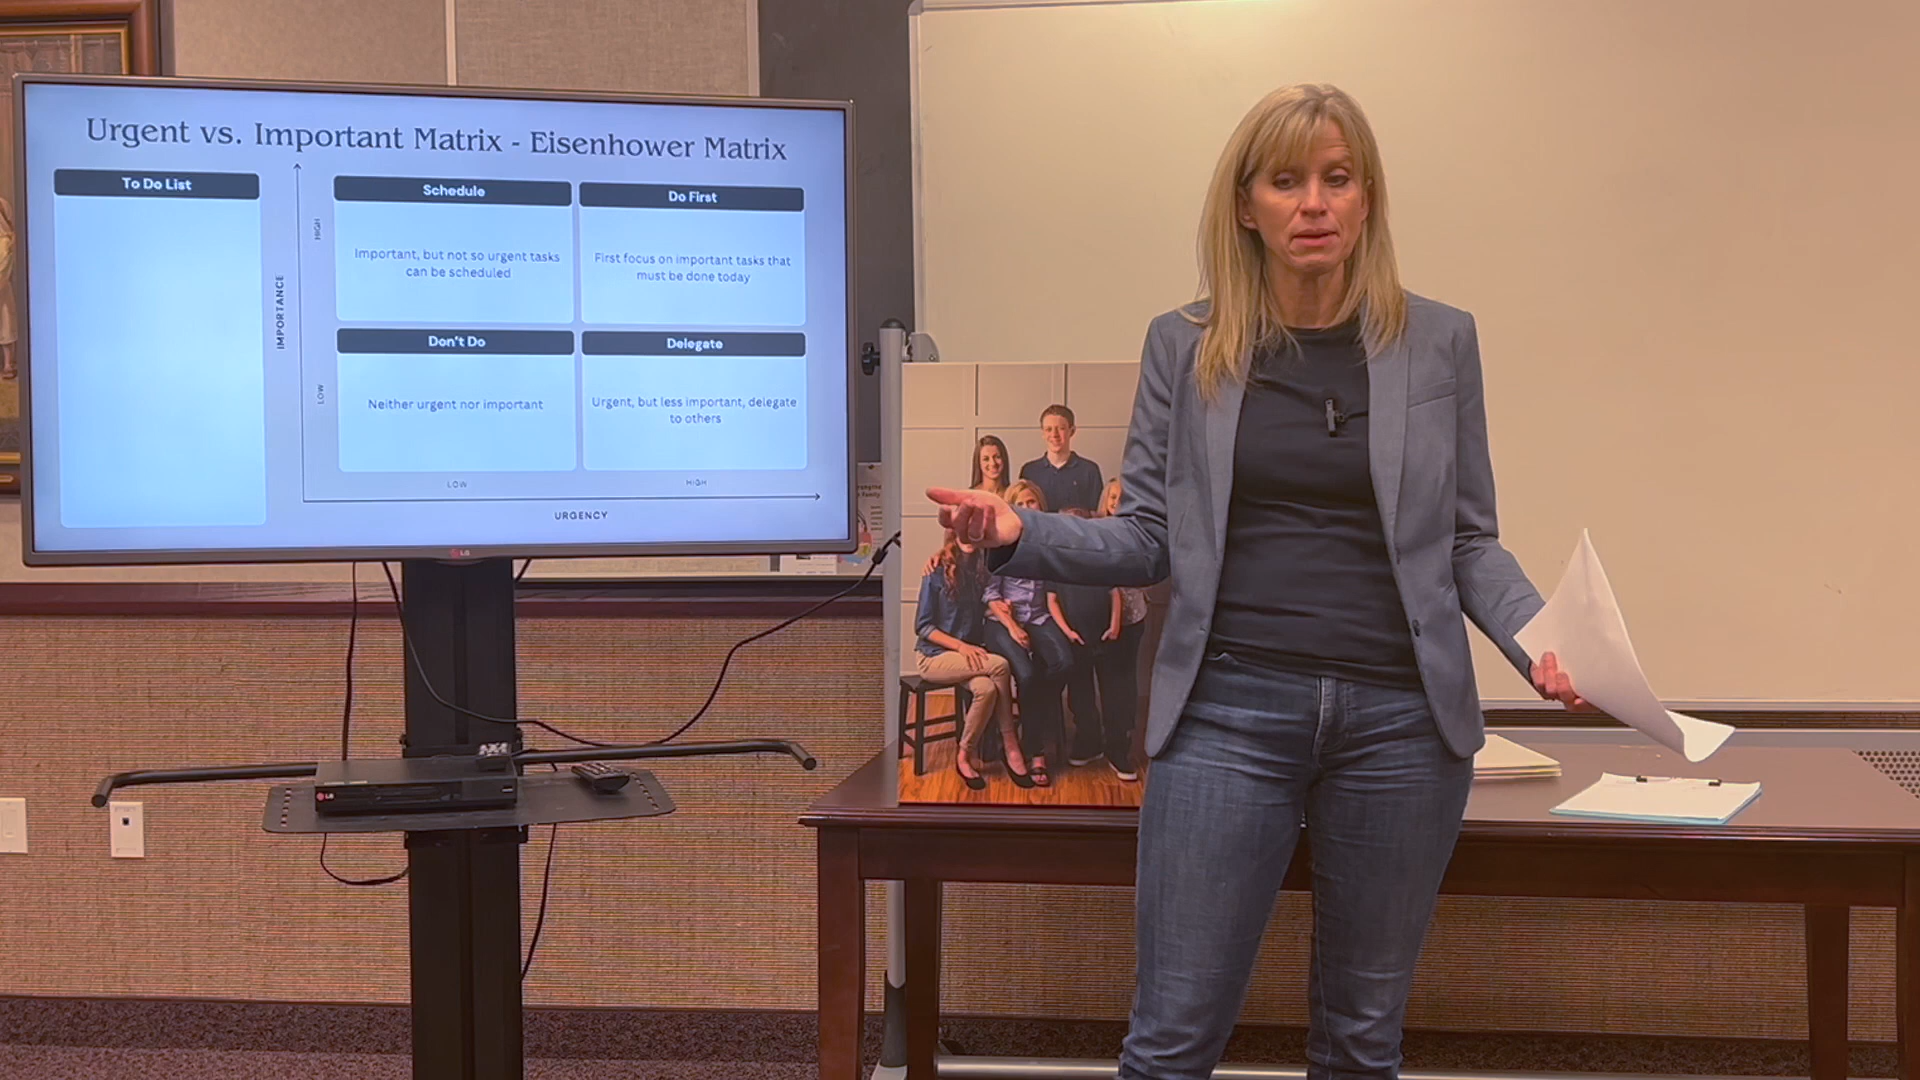 Urgent vs. Important Matrix - Eisenhower Matrix
To Do List
Schedule
Do First
HIGH
Important, but not so urgent tasks
can be scheduled
First focus on important tasks that
must be done today
IMPORTANCE
Don't Do
Delegate
LOW
Neither urgent nor important
Urgent, but less important, delegate
to others
LOW
HIGH
URGENCY
LG
LG